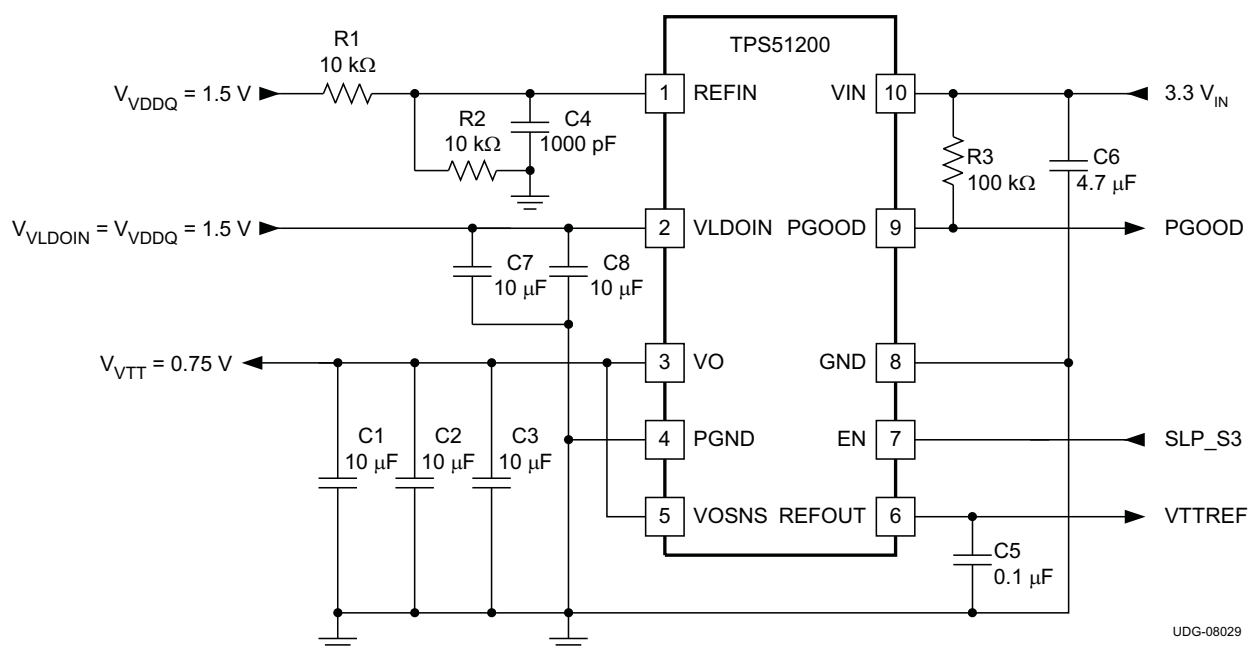 TPS51200
R1
10 kΩ
V_VDDQ = 1.5 V
1
REFIN
VIN
10
3.3 V_IN
R2
10 kΩ
C4
1000 pF
R3
100 kΩ
C6
4.7 µF
V_VLDOIN = V_VDDQ = 1.5 V
2
VLDOIN
PGOOD
9
PGOOD
C7
10 µF
C8
10 µF
V_VTT = 0.75 V
3
VO
GND
8
C1
10 µF
C2
10 µF
C3
10 µF
4
PGND
EN
7
SLP_S3
5
VOSNS
REFOUT
6
VTTREF
C5
0.1 µF
UDG-08029